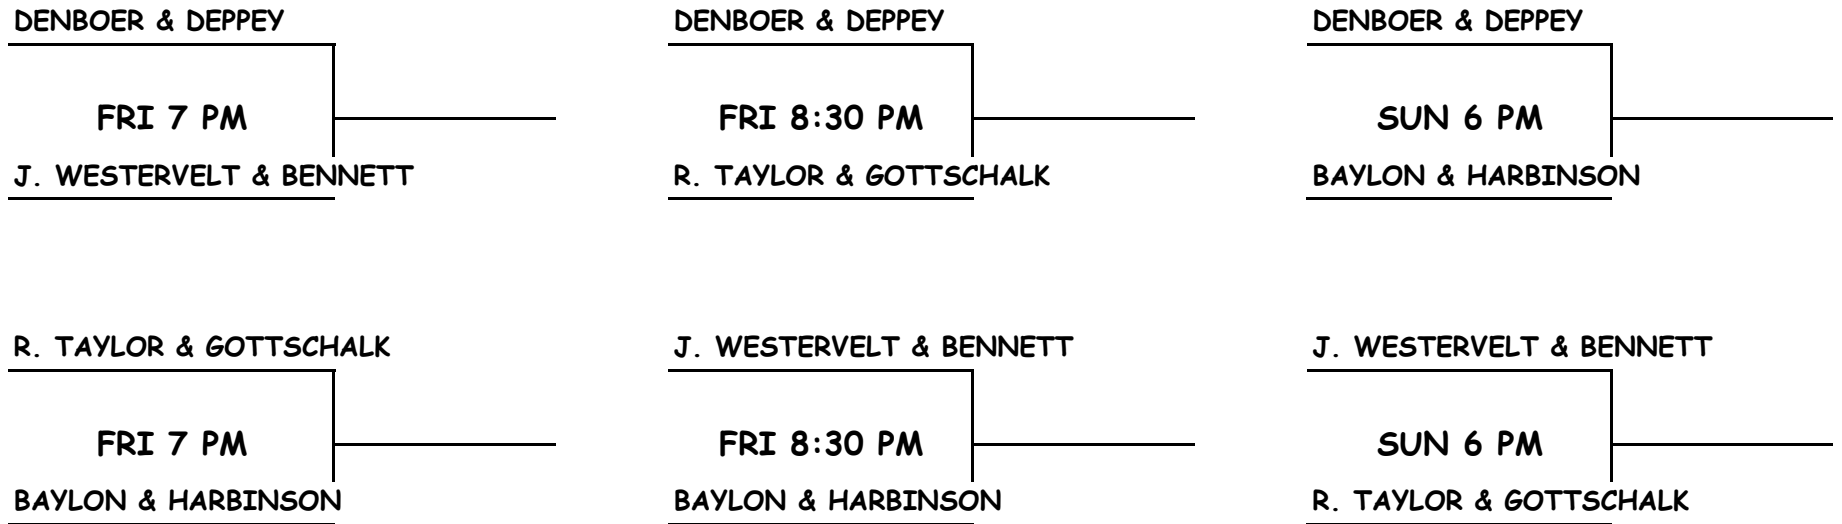 DENBOER & DEPPEY
FRI 7 PM
J. WESTERVELT & BENNETT
DENBOER & DEPPEY
FRI 8:30 PM
R. TAYLOR & GOTTSCHALK
DENBOER & DEPPEY
SUN 6 PM
BAYLON & HARBINSON
R. TAYLOR & GOTTSCHALK
FRI 7 PM
BAYLON & HARBINSON
J. WESTERVELT & BENNETT
FRI 8:30 PM
BAYLON & HARBINSON
J. WESTERVELT & BENNETT
SUN 6 PM
R. TAYLOR & GOTTSCHALK